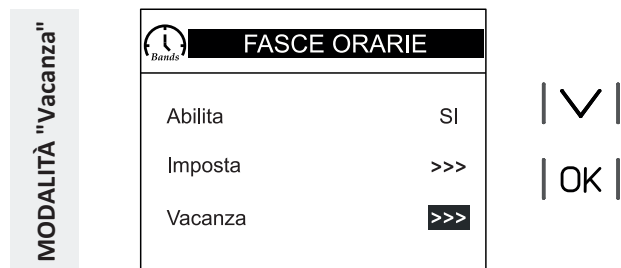 MODALITÀ "Vacanza"
Bands
FASCE ORARIE
Abilita SI
Imposta >>>
Vacanza >>>
OK